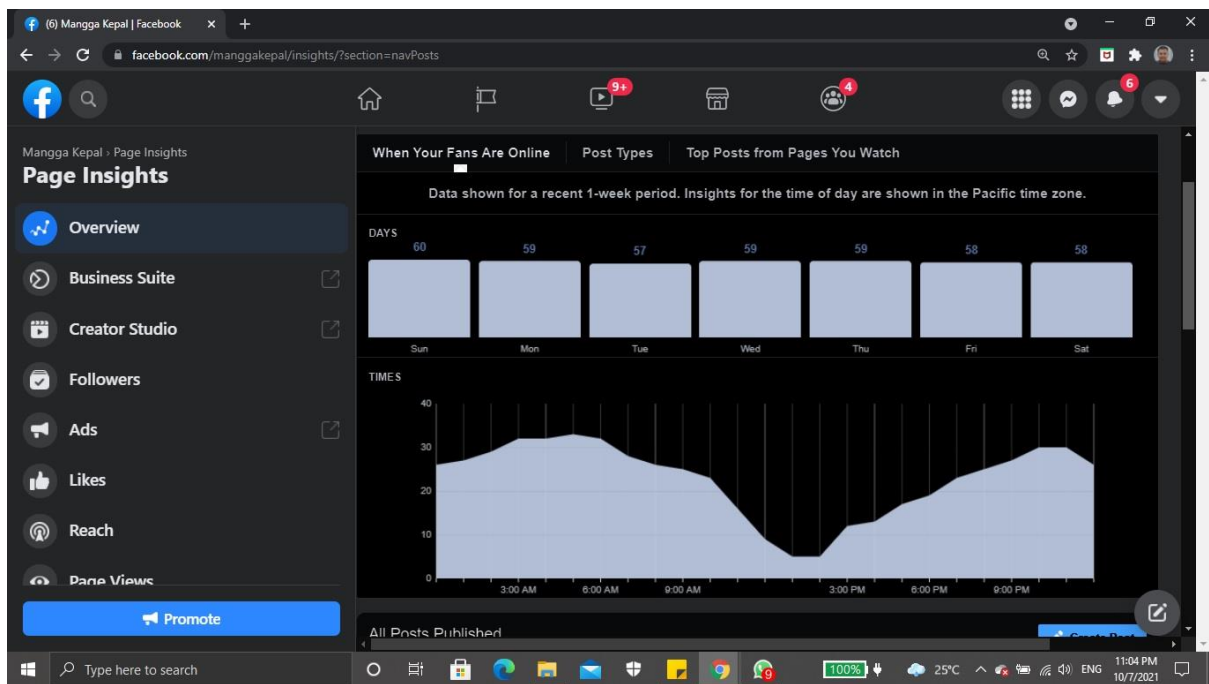 (6) Mangga Kepal | Facebook
facebook.com/manggakepal/insights/?section=navPosts
9+
4
6
Mangga Kepal › Page Insights
Page Insights
Overview
Business Suite
Creator Studio
Followers
Ads
Likes
Reach
Page Views
Promote
When Your Fans Are Online Post Types Top Posts from Pages You Watch
Data shown for a recent 1-week period. Insights for the time of day are shown in the Pacific time zone.
DAYS
60 59 57 59 59 58 58
Sun Mon Tue Wed Thu Fri Sat
TIMES
40
30
20
10
0
3:00 AM 6:00 AM 9:00 AM 3:00 PM 6:00 PM 9:00 PM
All Posts Published
Create Post
Type here to search
9
100%
25°C
ENG
11:04 PM
10/7/2021